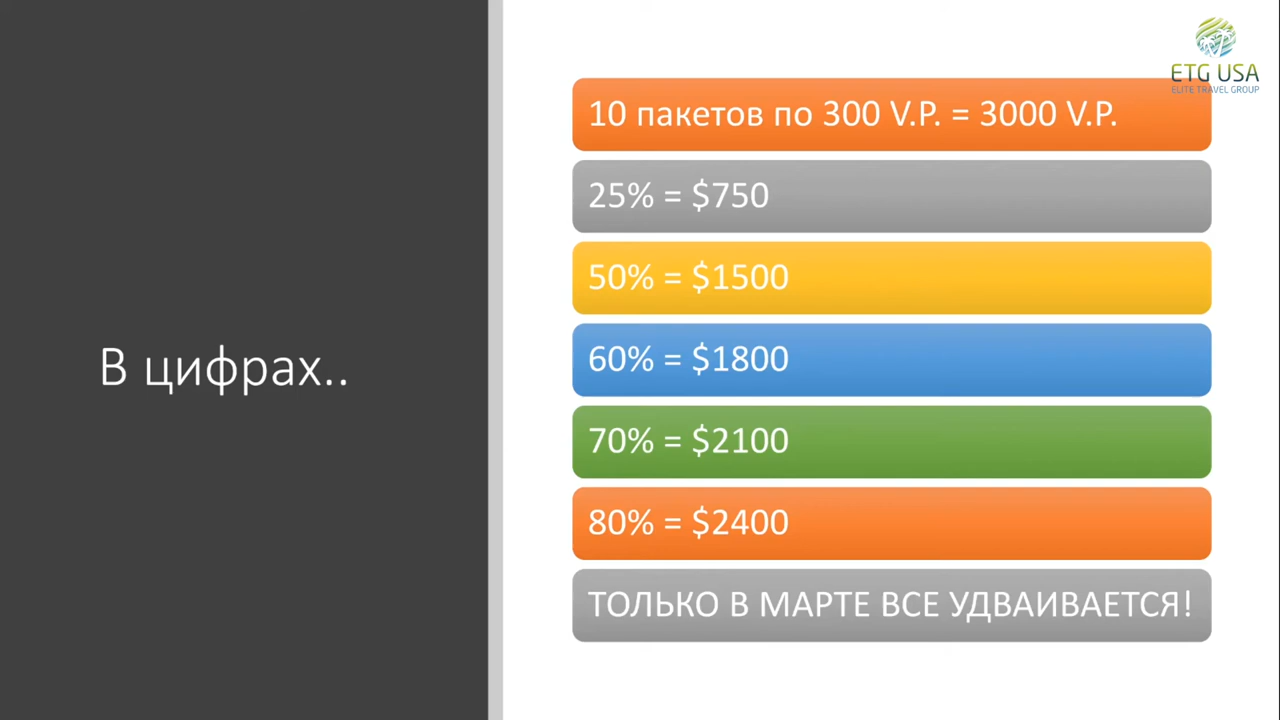 ETG USA
ELITE TRAVEL GROUP
В цифрах..
10 пакетов по 300 V.P. = 3000 V.P.
25% = $750
50% = $1500
60% = $1800
70% = $2100
80% = $2400
ТОЛЬКО В МАРТЕ ВСЕ УДВАИВАЕТСЯ!